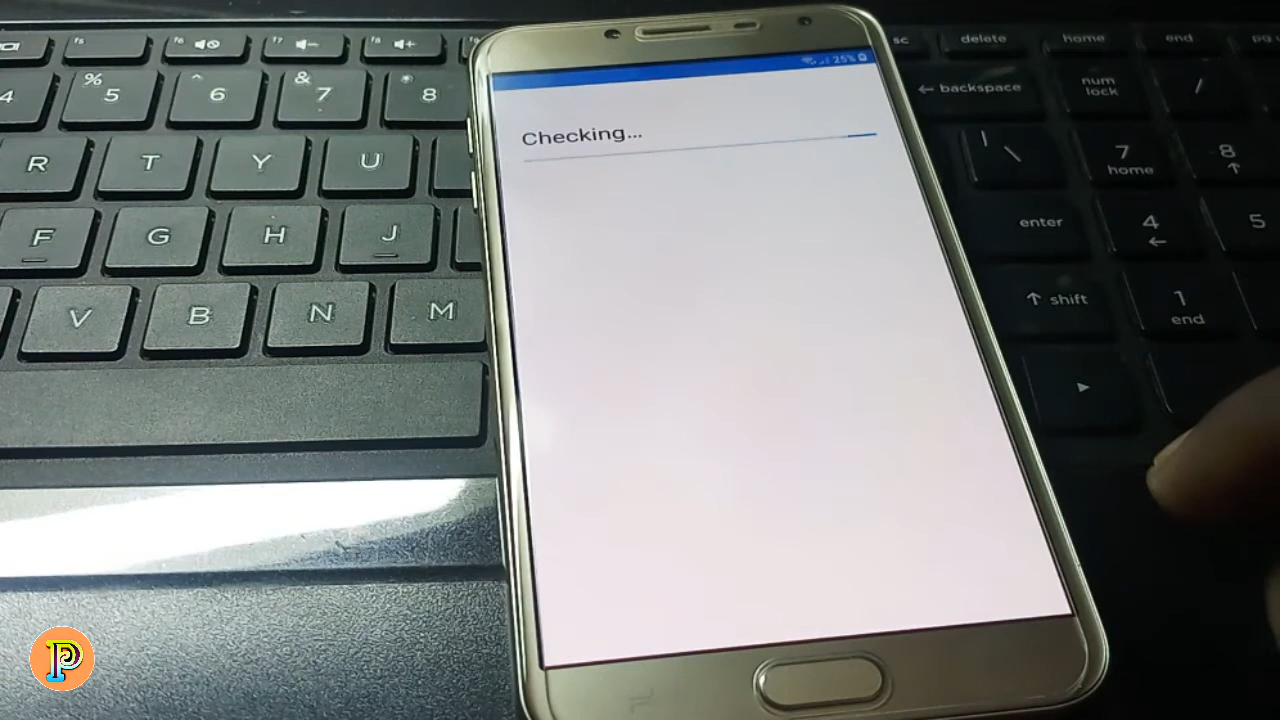 25%
Checking...
f5 f6 f7 f8
% ^ & *
4 5 6 7 8
R T Y U
F G H J
V B N M
sc delete home end pg
← backspace num lock /
| \ 7 home 8 ↑
enter 4 ← 5
↑ shift 1 end
P